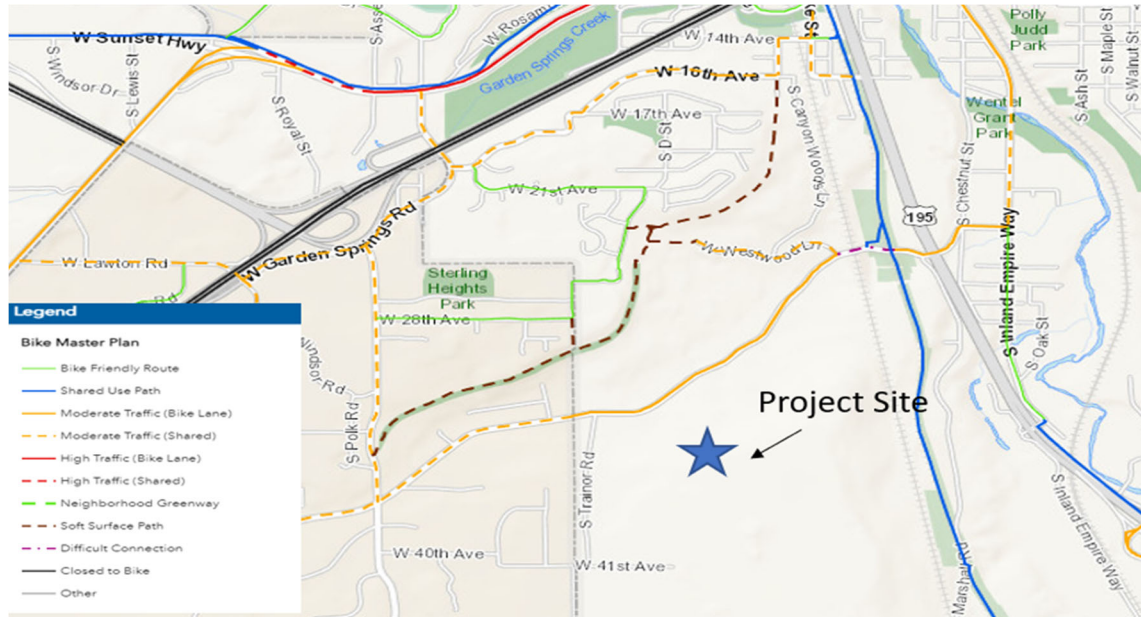 W Sunset Hwy
S Windsor Dr
S Lewis St
S Royal St
S Asse
W Rosam
Garden Springs Creek
W 14th Ave
W 16th Ave
W 17th Ave
S D St
S Canyon Woods Ln
W 21st Ave
Polly
Judd
Park
S Maple St
S Walnut St
S Ash St
Wentel
Grant
Park
S Chestnut St
195
S Inland Empire Way
S Oak St
W Westwood Ln
W Garden Springs Rd
W Lawton Rd
Rd
Sterling
Heights
Park
W 28th Ave
S Polk Rd
Project Site
S Trainor Rd
W 40th Ave
W 41st Ave
S Inland Empire Way
Marshall Rd
Legend
Bike Master Plan
Bike Friendly Route
Shared Use Path
Moderate Traffic (Bike Lane)
Moderate Traffic (Shared)
High Traffic (Bike Lane)
High Traffic (Shared)
Neighborhood Greenway
Soft Surface Path
Difficult Connection
Closed to Bike
Other